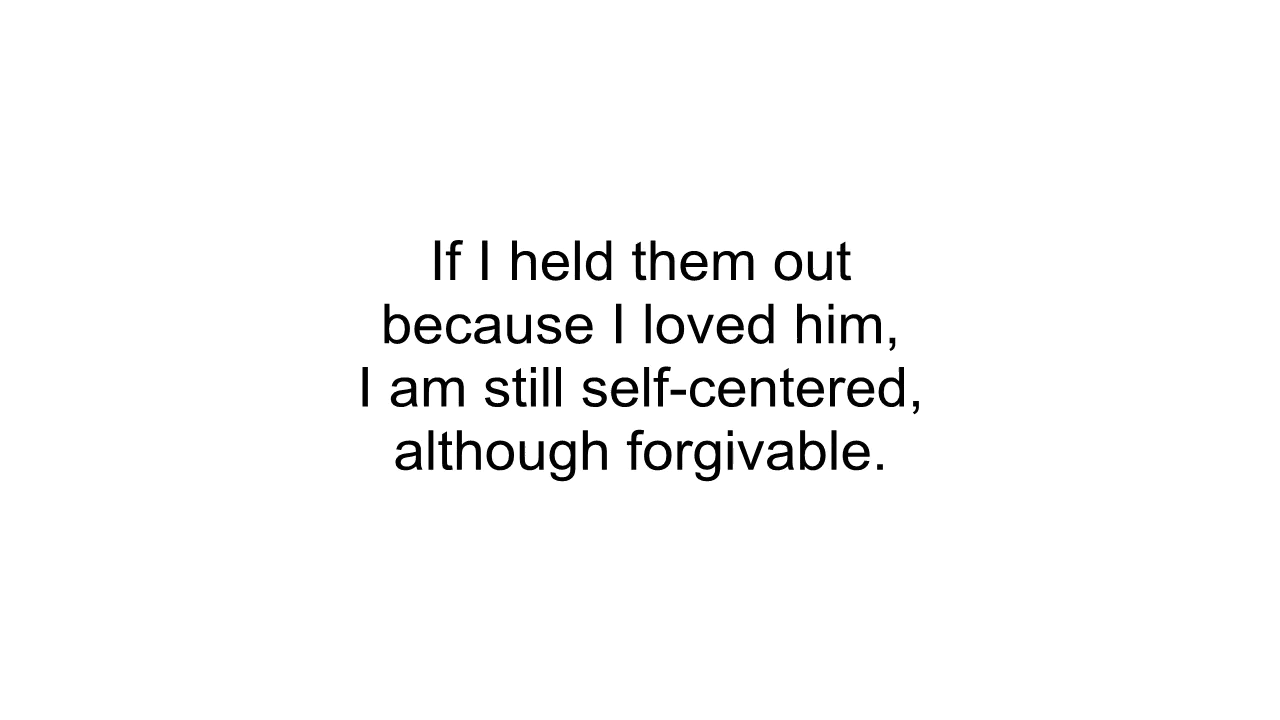 If I held them out
because I loved him,
I am still self-centered,
although forgivable.